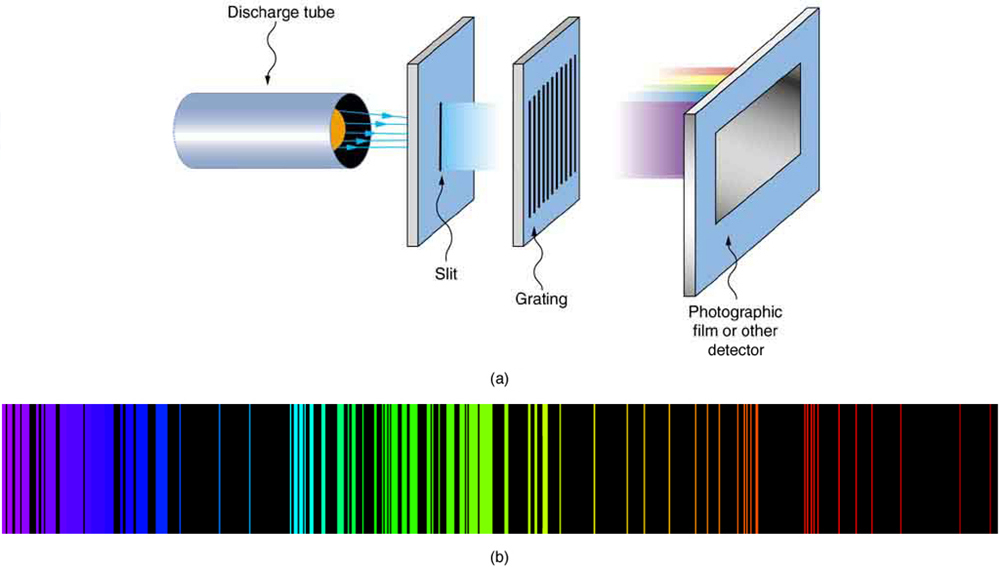 Discharge tube
Slit
Grating
Photographic
film or other
detector
(a)
(b)